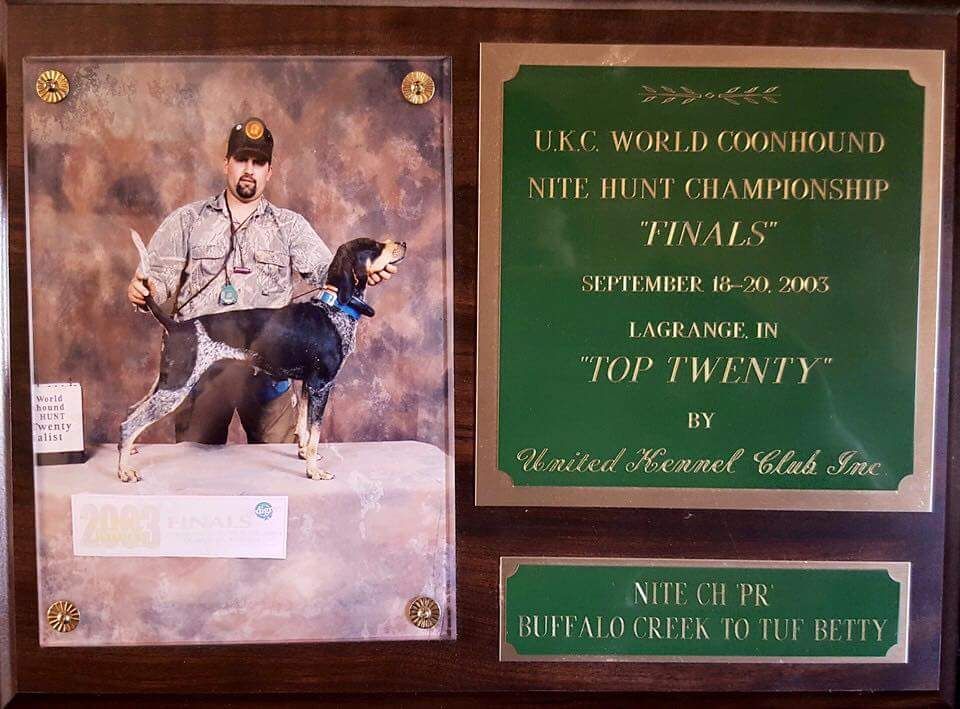 World
hound
HUNT
wenty
alist
2003
FINALS
U.K.C. WORLD COONHOUND
NITE HUNT CHAMPIONSHIP
"FINALS"
SEPTEMBER 18-20, 2003
LAGRANGE, IN
"TOP TWENTY"
BY
United Kennel Club Inc.
NITE CH 'PR'
BUFFALO CREEK TO TUF BETTY